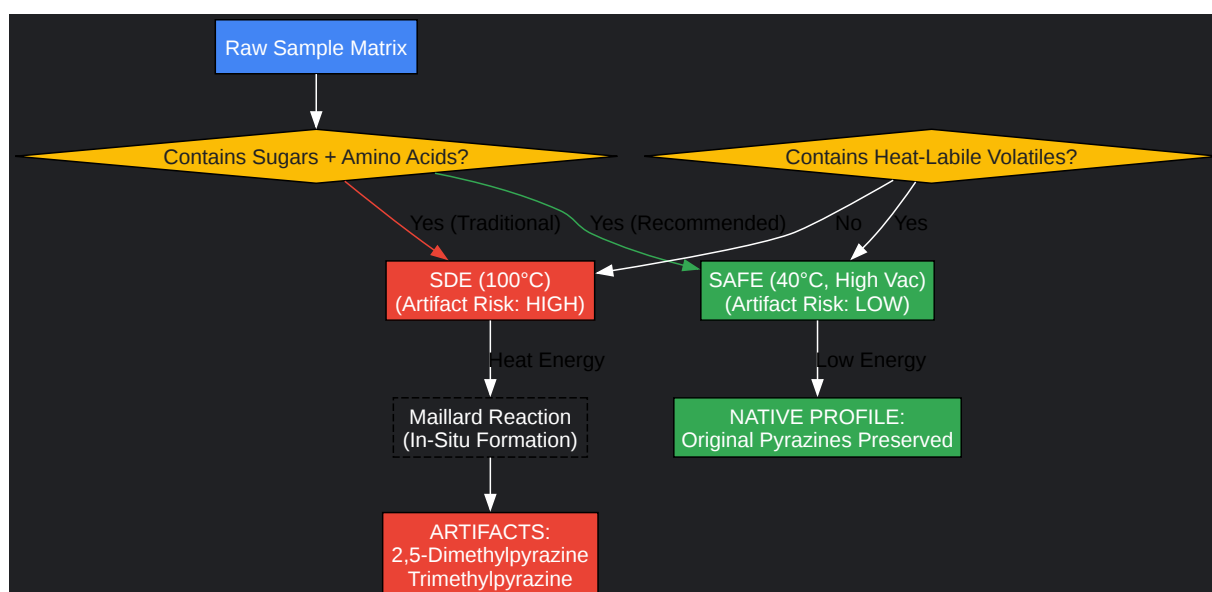 Raw Sample Matrix
Contains Sugars + Amino Acids?
Contains Heat-Labile Volatiles?
Yes (Traditional)
Yes (Recommended)
No
Yes
SDE (100°C)
(Artifact Risk: HIGH)
SAFE (40°C, High Vac)
(Artifact Risk: LOW)
Heat Energy
Low Energy
Maillard Reaction
(In-Situ Formation)
NATIVE PROFILE:
Original Pyrazines Preserved
ARTIFACTS:
2,5-Dimethylpyrazine
Trimethylpyrazine